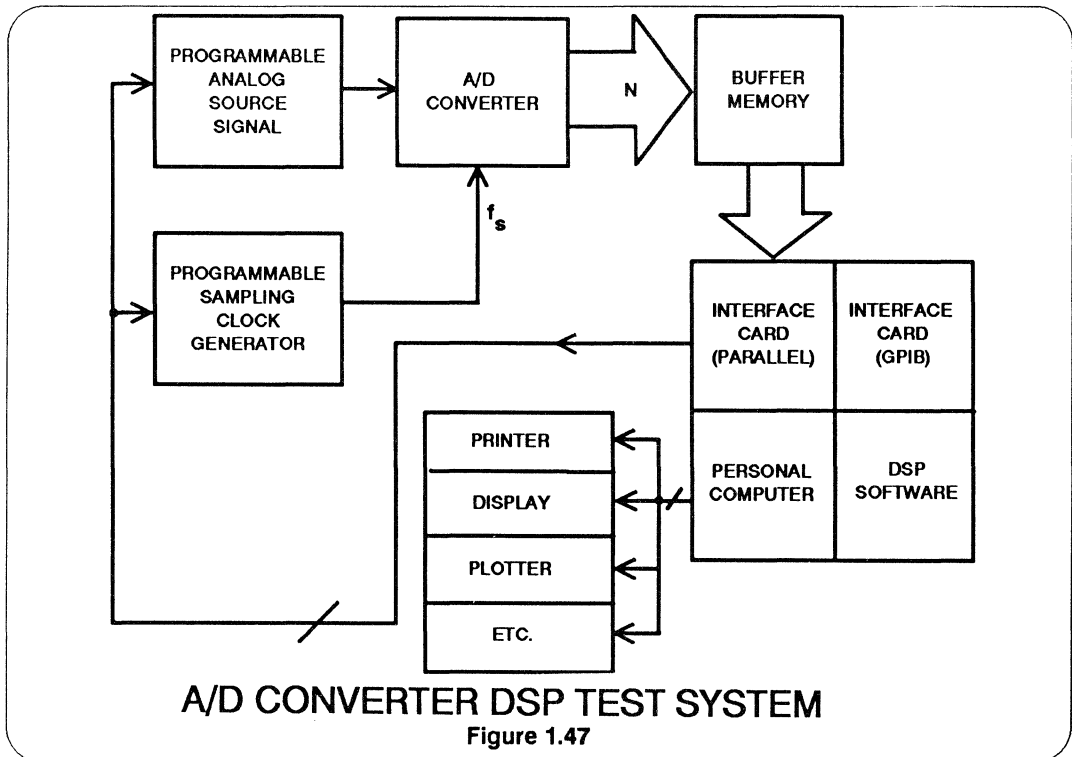 PROGRAMMABLE
ANALOG
SOURCE
SIGNAL
A/D
CONVERTER
N
BUFFER
MEMORY
fs
PROGRAMMABLE
SAMPLING
CLOCK
GENERATOR
INTERFACE
CARD
(PARALLEL)
INTERFACE
CARD
(GPIB)
PERSONAL
COMPUTER
DSP
SOFTWARE
PRINTER
DISPLAY
PLOTTER
ETC.
A/D CONVERTER DSP TEST SYSTEM
Figure 1.47